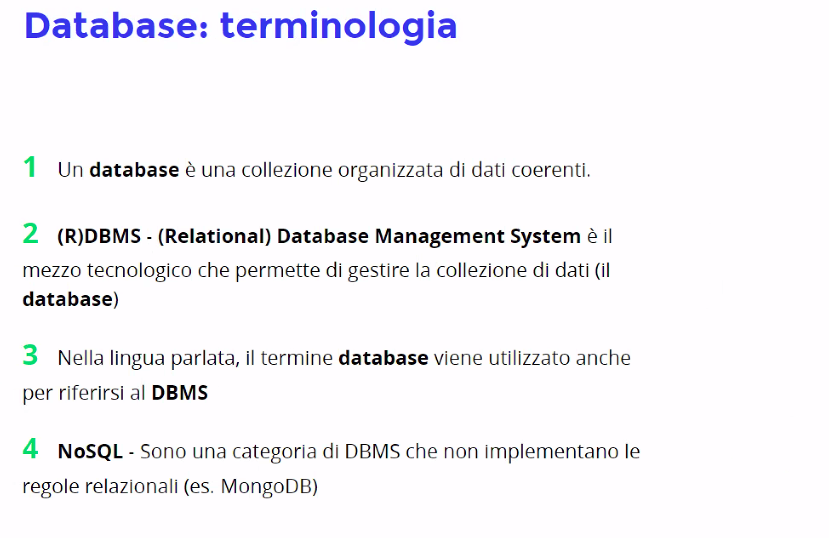 Database: terminologia
1 Un database è una collezione organizzata di dati coerenti.
2 (R)DBMS - (Relational) Database Management System è il
mezzo tecnologico che permette di gestire la collezione di dati (il
database)
3 Nella lingua parlata, il termine database viene utilizzato anche
per riferirsi al DBMS
4 NoSQL - Sono una categoria di DBMS che non implementano le
regole relazionali (es. MongoDB)